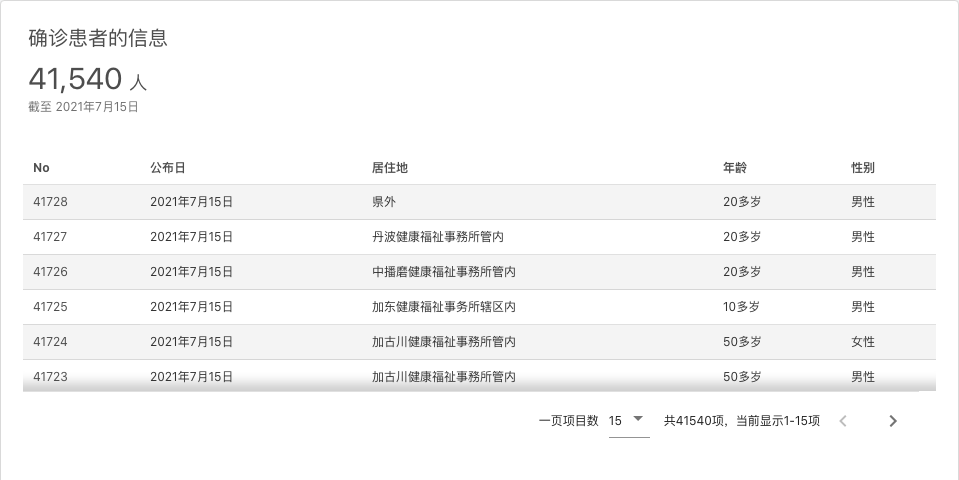 确诊患者的信息
41,540 人
截至 2021年7月15日
No 公布日 居住地 年龄 性别
41728 2021年7月15日 県外 20多岁 男性
41727 2021年7月15日 丹波健康福祉事務所管内 20多岁 男性
41726 2021年7月15日 中播磨健康福祉事務所管内 20多岁 男性
41725 2021年7月15日 加东健康福祉事务所辖区内 10多岁 男性
41724 2021年7月15日 加古川健康福祉事務所管内 50多岁 女性
41723 2021年7月15日 加古川健康福祉事務所管内 50多岁 男性
一页项目数 15 共41540项，当前显示1-15项